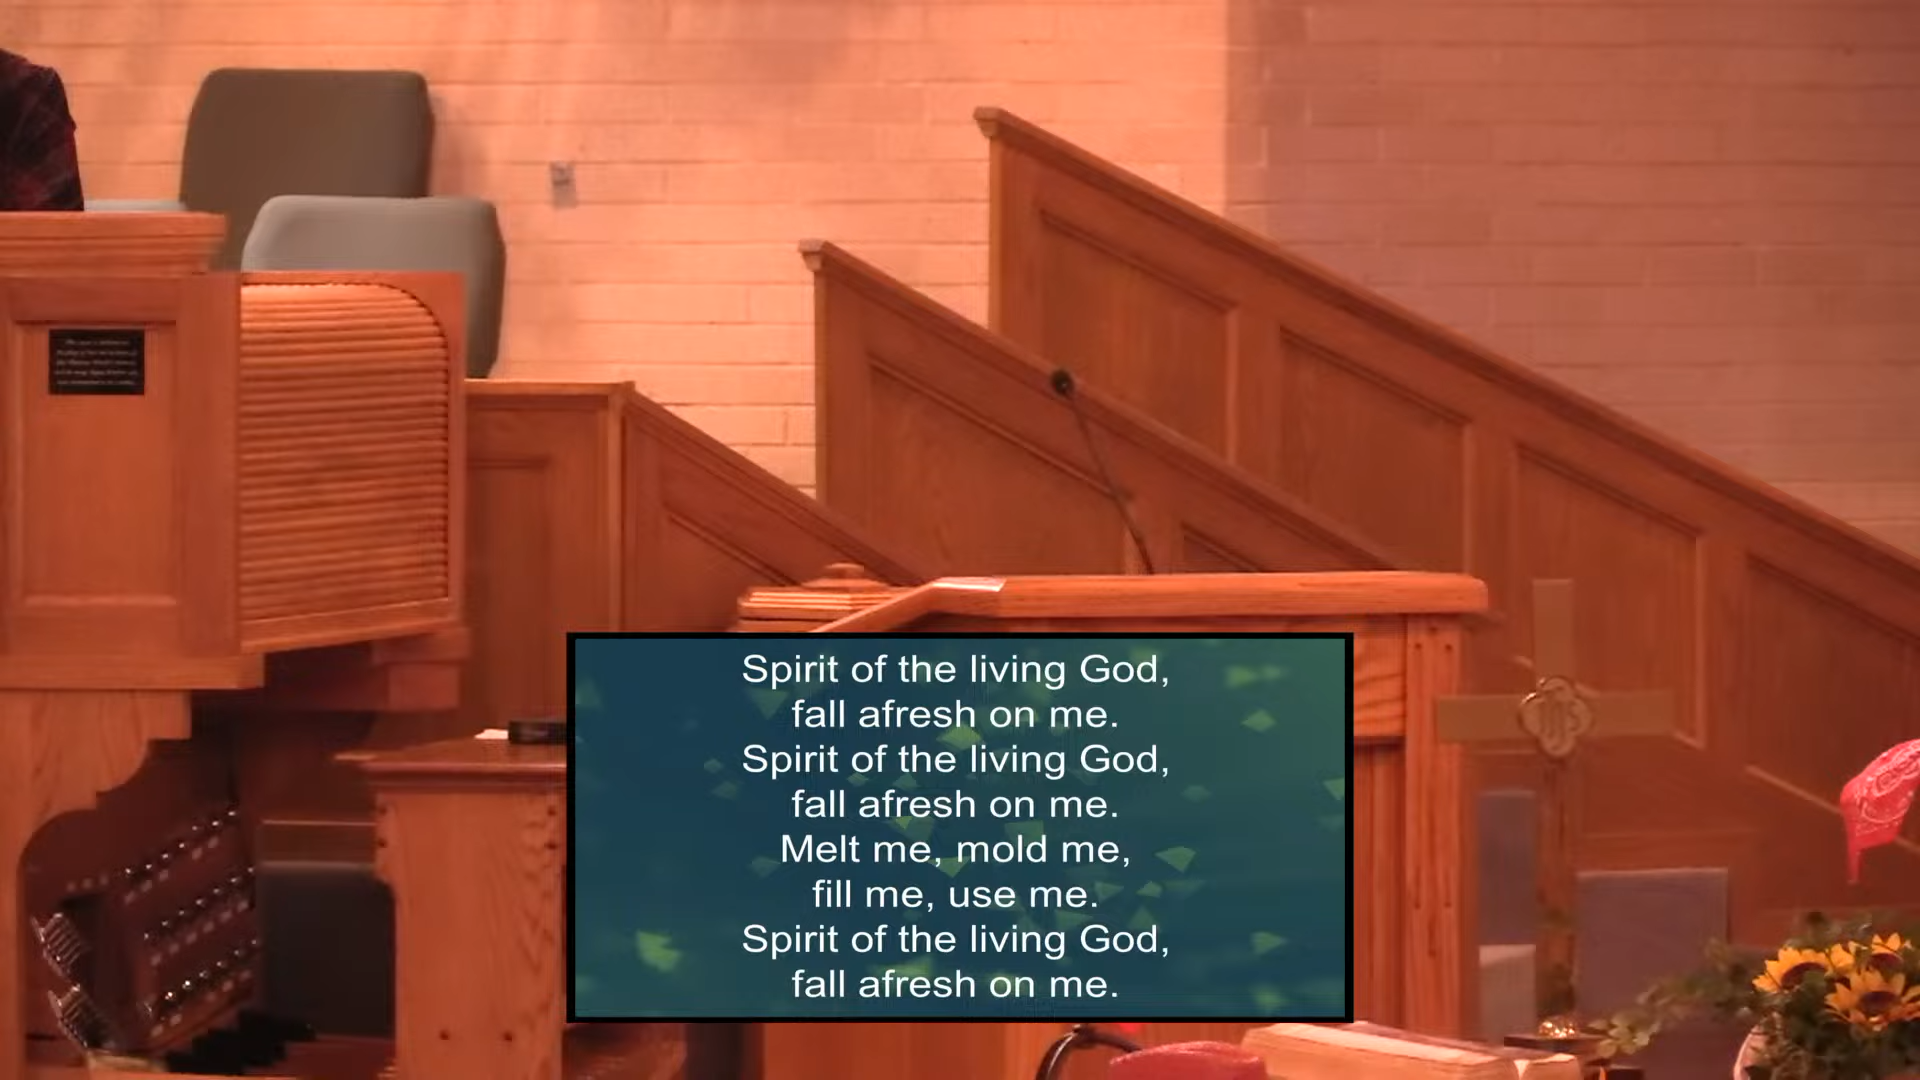 Spirit of the living God,
fall afresh on me.
Spirit of the living God,
fall afresh on me.
Melt me, mold me,
fill me, use me.
Spirit of the living God,
fall afresh on me.